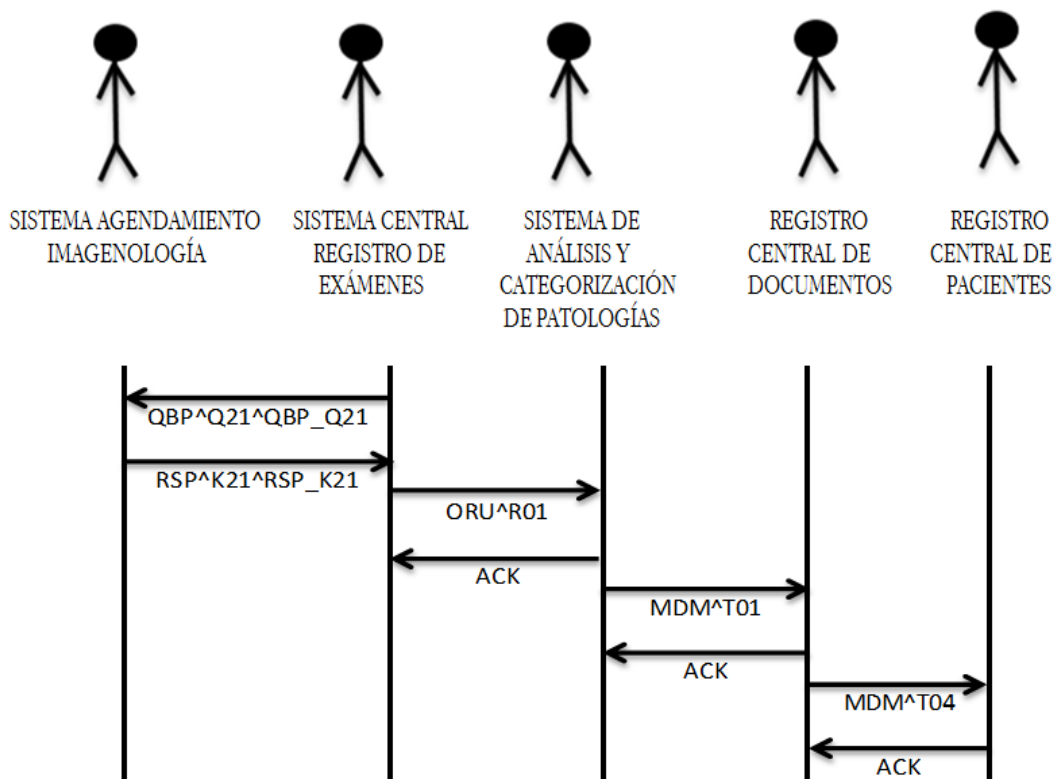 SISTEMA AGENDAMIENTO
IMAGENOLOGÍA
SISTEMA CENTRAL
REGISTRO DE
EXÁMENES
SISTEMA DE
ANÁLISIS Y
CATEGORIZACIÓN
DE PATOLOGÍAS
REGISTRO
CENTRAL DE
DOCUMENTOS
REGISTRO
CENTRAL DE
PACIENTES
QBP^Q21^QBP_Q21
RSP^K21^RSP_K21
ORU^R01
ACK
MDM^T01
ACK
MDM^T04
ACK